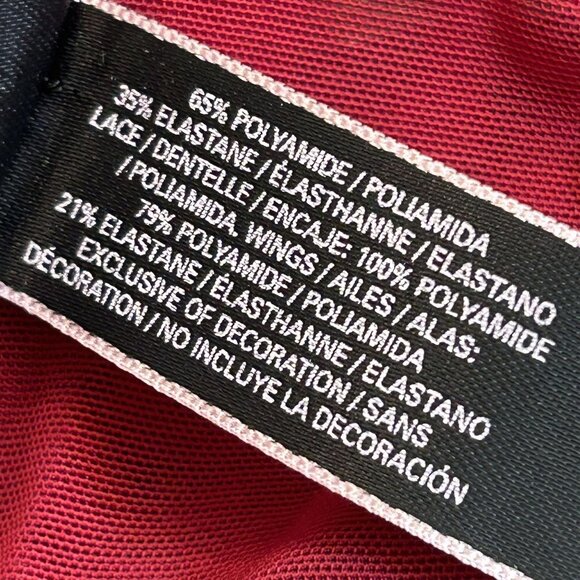 65% POLYAMIDE / POLIAMIDA
35% ELASTANE / ÉLASTHANNE / ELASTANO
LACE / DENTELLE / ENCAJE: 100% POLYAMIDE
/ POLIAMIDA, WINGS / AILES / ALAS:
79% POLYAMIDE / POLIAMIDA
21% ELASTANE / ÉLASTHANNE / ELASTANO
EXCLUSIVE OF DECORATION / SANS
DÉCORATION / NO INCLUYE LA DECORACIÓN